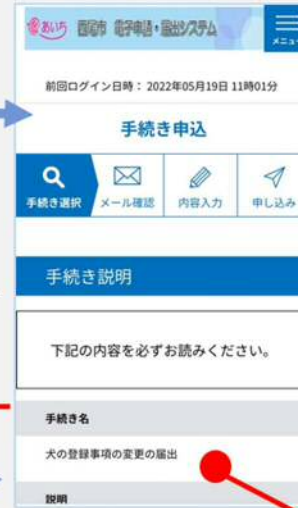 あいち 西尾市 電子申請・届出システム
メニュー
前回ログイン日時：2022年05月19日 11時01分
手続き申込
手続き選択 メール確認 内容入力 申し込み
手続き説明
下記の内容を必ずお読みください。
手続き名
犬の登録事項の変更の届出
説明